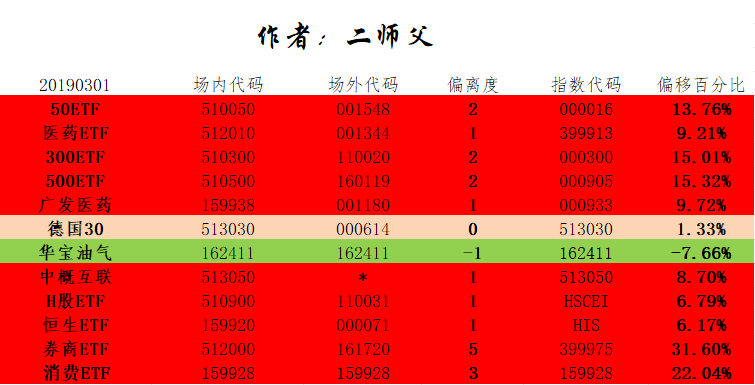 作者：二师父
20190301 场内代码 场外代码 偏离度 指数代码 偏移百分比
50ETF 510050 001548 2 000016 13.76%
医药ETF 512010 001344 1 399913 9.21%
300ETF 510300 110020 2 000300 15.01%
500ETF 510500 160119 2 000905 15.32%
广发医药 159938 001180 1 000933 9.72%
德国30 513030 000614 0 513030 1.33%
华宝油气 162411 162411 -1 162411 -7.66%
中概互联 513050 * 1 513050 8.70%
H股ETF 510900 110031 1 HSCEI 6.79%
恒生ETF 159920 000071 1 HIS 6.17%
券商ETF 512000 161720 5 399975 31.60%
消费ETF 159928 159928 3 159928 22.04%